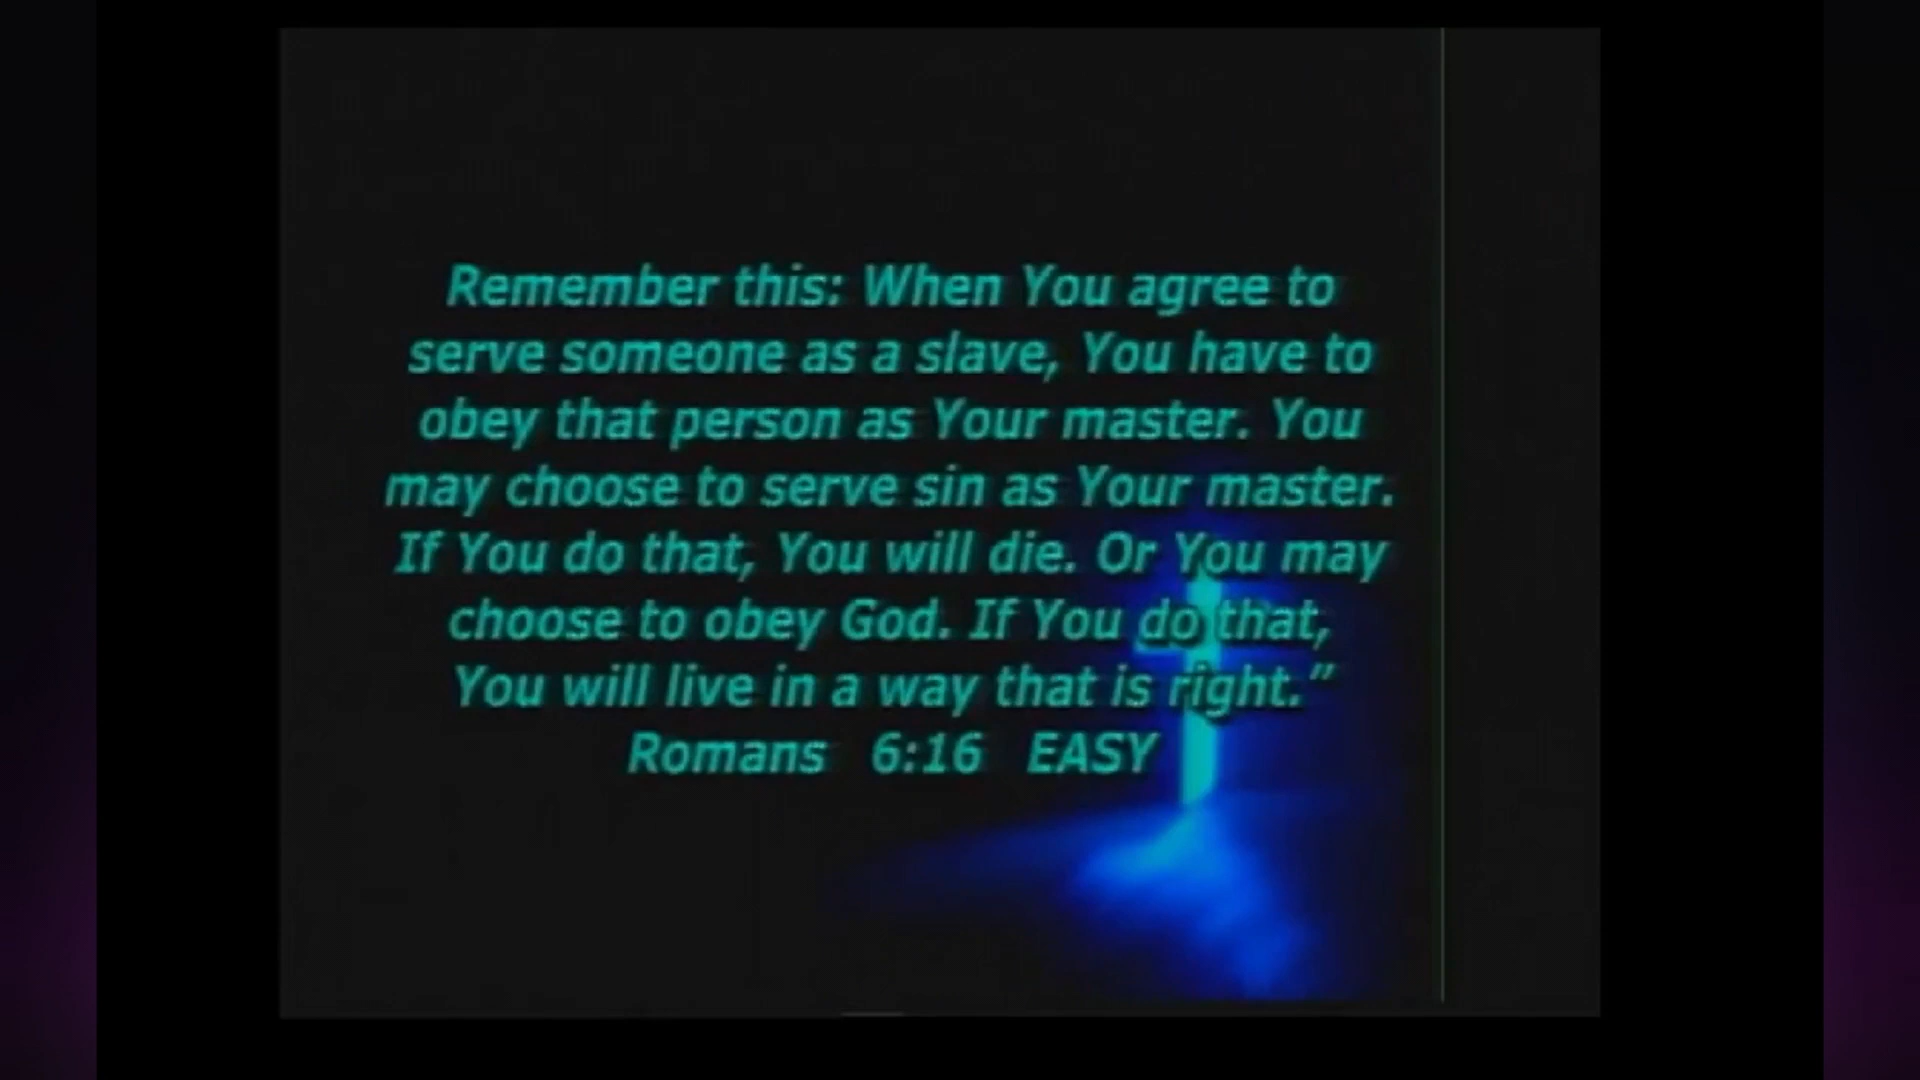 Remember this: When You agree to
serve someone as a slave, You have to
obey that person as Your master. You
may choose to serve sin as Your master.
If You do that, You will die. Or You may
choose to obey God. If You do that,
You will live in a way that is right.”
Romans 6:16 EASY